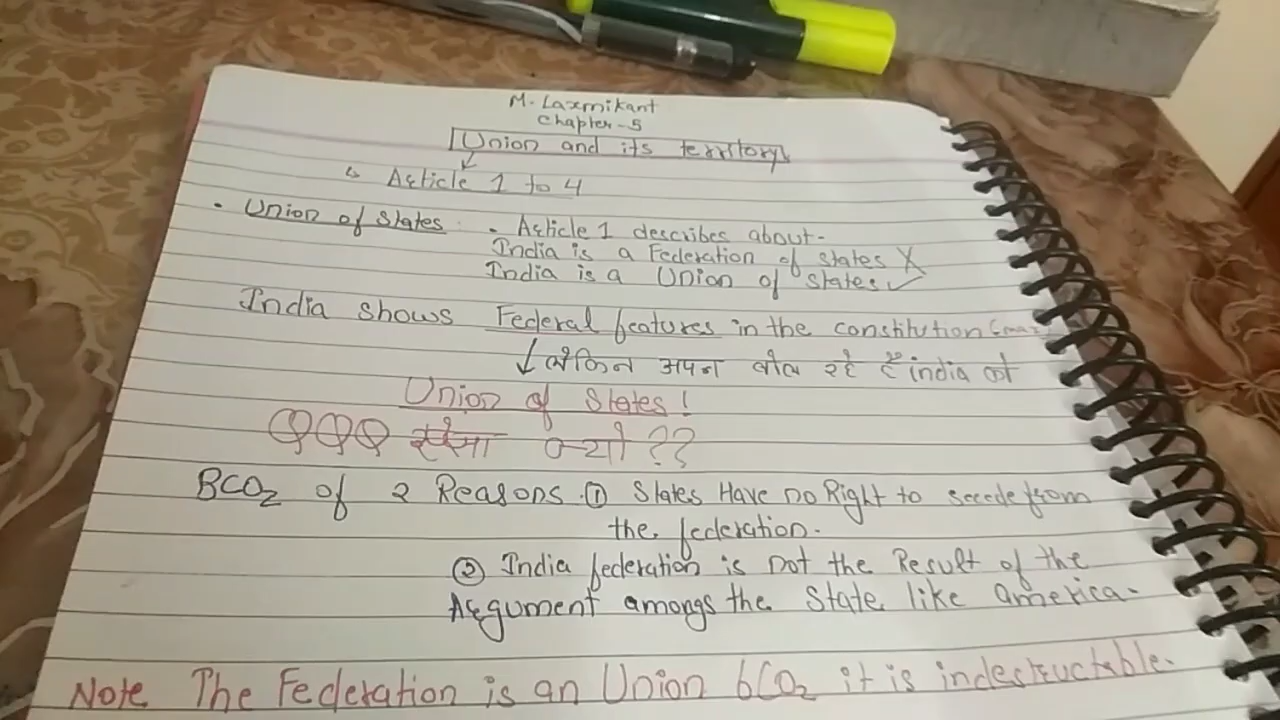 M. Laxmikant
Chapter-5
Union and its territory
Article 1 to 4
• Union of States - Article 1 describes about-
India is a Federation of states X
India is a Union of states ✓
India shows Federal features in the constitution (max)
↓ लेकिन अपन बोल रहे हैं india को
Union of States!
ऐसा क्यों??
BCO2 of 2 Reasons ① States Have no Right to secede from
the federation.
② India federation is not the Result of the
Argument amongs the State like america-
Note The Federation is an Union bCO2 it is indestructable.